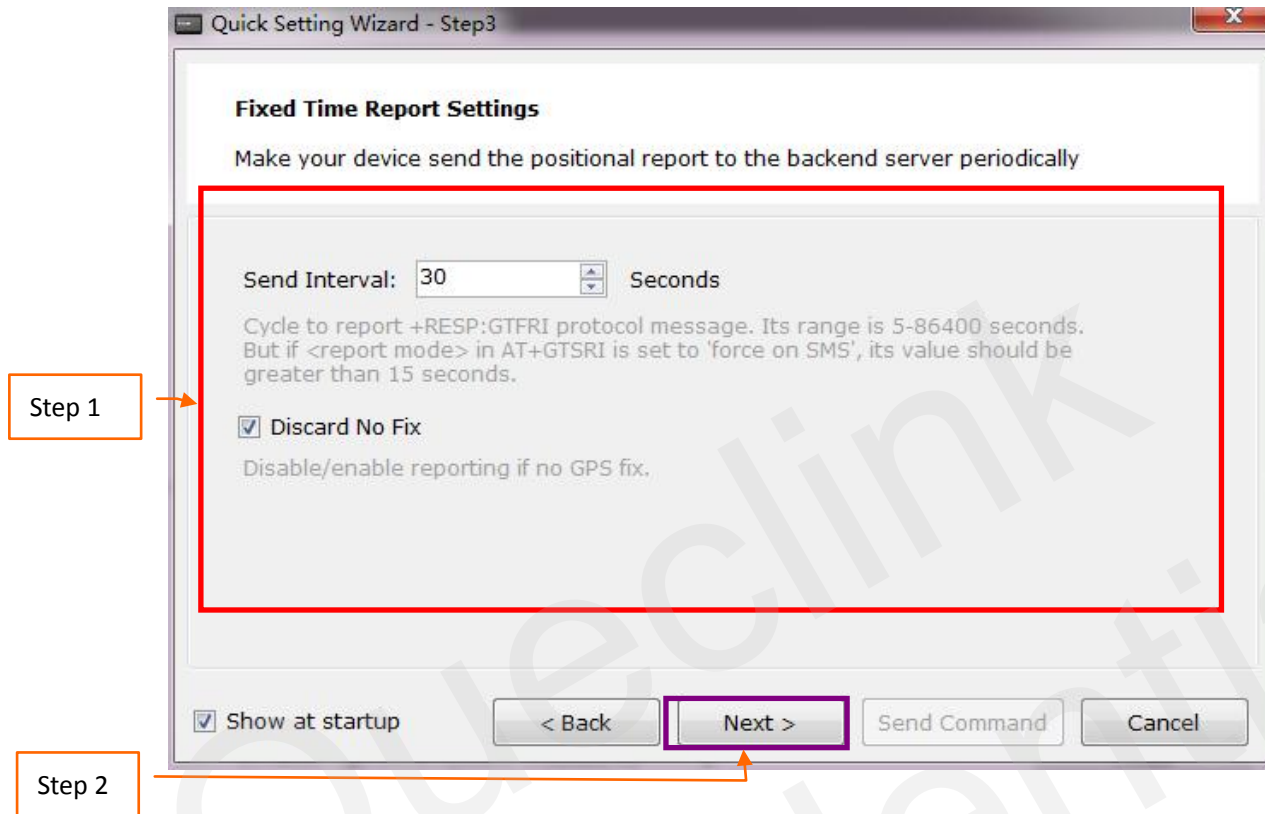 Quick Setting Wizard - Step3
x
Fixed Time Report Settings
Make your device send the positional report to the backend server periodically
Send Interval: 30 Seconds
Cycle to report +RESP:GTFRI protocol message. Its range is 5-86400 seconds.
But if <report mode> in AT+GTSRI is set to 'force on SMS', its value should be
greater than 15 seconds.
Step 1
Discard No Fix
Disable/enable reporting if no GPS fix.
Show at startup < Back Next > Send Command Cancel
Step 2
Queclink